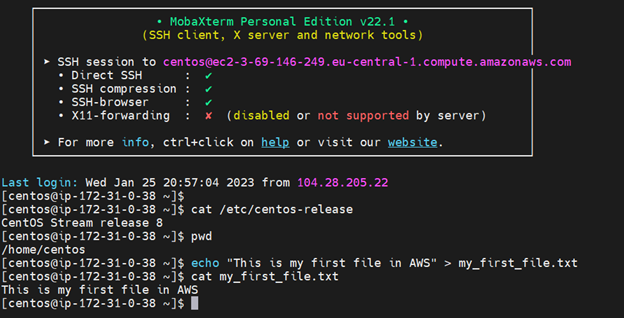 • MobaXterm Personal Edition v22.1 •
(SSH client, X server and network tools)
➤ SSH session to centos@ec2-3-69-146-249.eu-central-1.compute.amazonaws.com
• Direct SSH : ✔
• SSH compression : ✔
• SSH-browser : ✔
• X11-forwarding : ✘ (disabled or not supported by server)
➤ For more info, ctrl+click on help or visit our website.
Last login: Wed Jan 25 20:57:04 2023 from 104.28.205.22
[centos@ip-172-31-0-38 ~]$
[centos@ip-172-31-0-38 ~]$ cat /etc/centos-release
CentOS Stream release 8
[centos@ip-172-31-0-38 ~]$ pwd
/home/centos
[centos@ip-172-31-0-38 ~]$ echo "This is my first file in AWS" > my_first_file.txt
[centos@ip-172-31-0-38 ~]$ cat my_first_file.txt
This is my first file in AWS
[centos@ip-172-31-0-38 ~]$